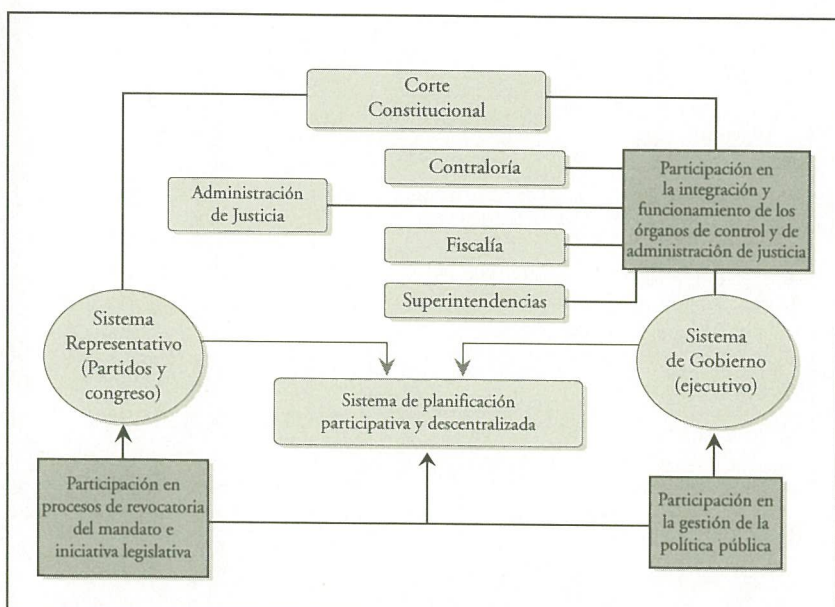 Corte
Constitucional
Contraloría
Participación en
la integración y
funcionamiento de los
órganos de control y de
administración de justicia
Administración
de Justicia
Fiscalía
Superintendencias
Sistema
Representativo
(Partidos y
congreso)
Sistema
de Gobierno
(ejecutivo)
Sistema de planificación
participativa y descentralizada
Participación en
procesos de revocatoria
del mandato e
iniciativa legislativa
Participación en
la gestión de la
política pública